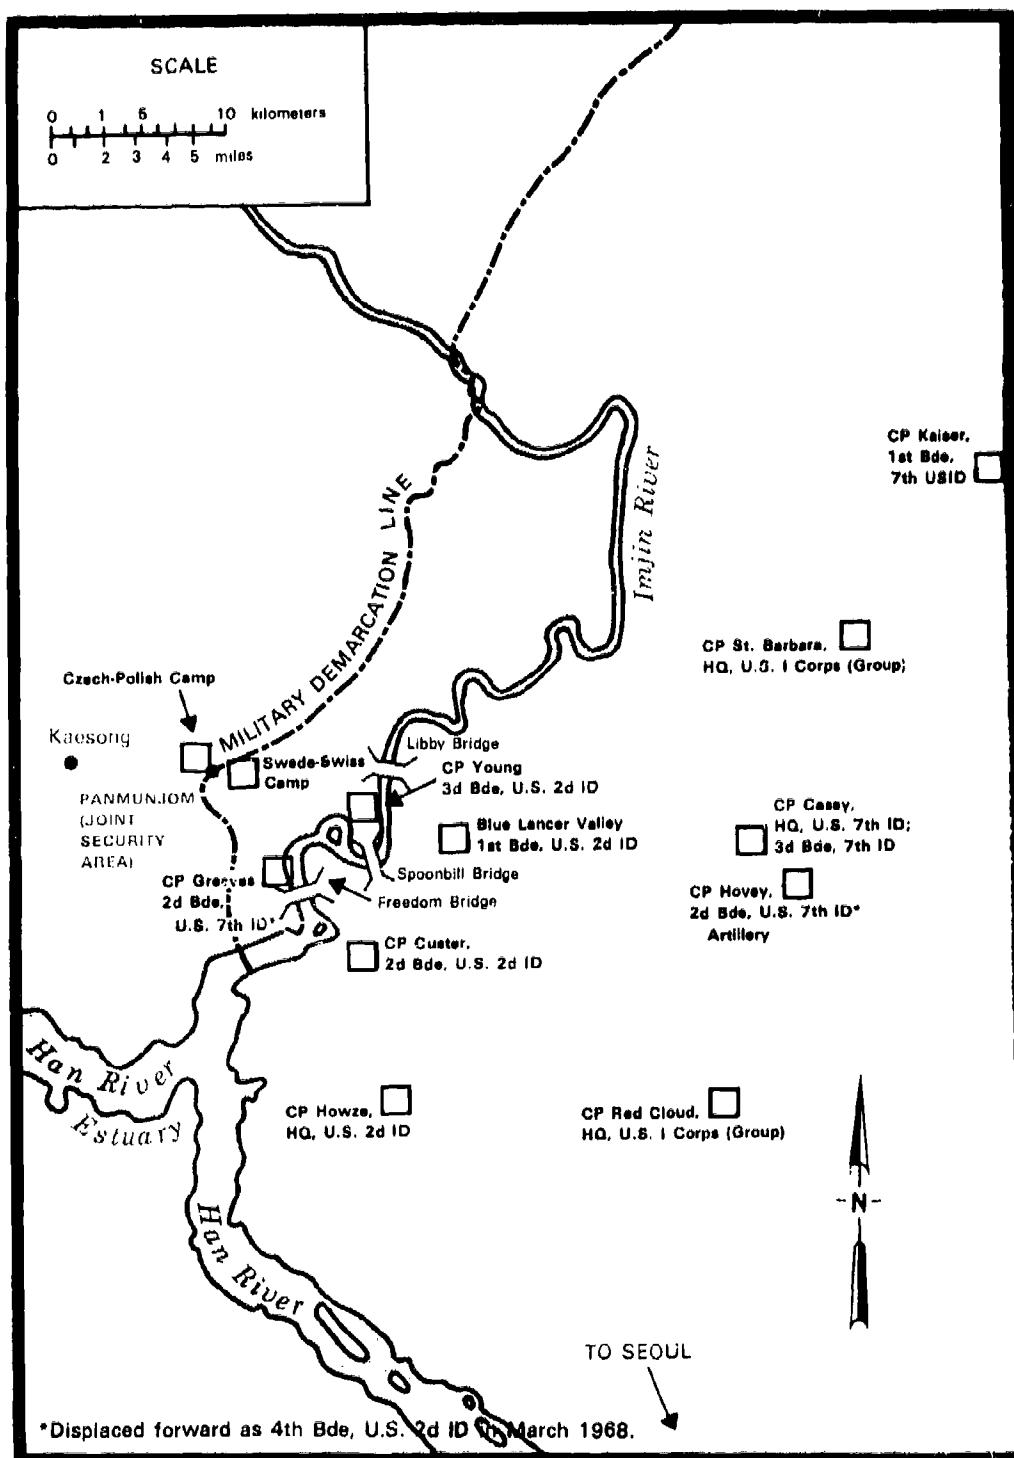 SCALE
0 1 5 10 kilometers
0 2 3 4 5 miles
MILITARY DEMARCATION LINE
Imjin River
CP Kaiser,
1st Bde,
7th USID
CP St. Barbara,
HQ, U.S. I Corps (Group)
Czech-Polish Camp
Kaesong
Swede-Swiss
Camp
PANMUNJOM
(JOINT
SECURITY
AREA)
Libby Bridge
CP Young
3d Bde, U.S. 2d ID
Blue Lancer Valley
1st Bde, U.S. 2d ID
CP Casey,
HQ, U.S. 7th ID;
3d Bde, 7th ID
CP Greaves
2d Bde,
U.S. 7th ID*
Spoonbill Bridge
Freedom Bridge
CP Hovey,
2d Bde, U.S. 7th ID*
Artillery
CP Custer,
2d Bde, U.S. 2d ID
Han River
Estuary
CP Howze,
HQ, U.S. 2d ID
CP Red Cloud,
HQ, U.S. I Corps (Group)
-N-
Han River
TO SEOUL
*Displaced forward as 4th Bde, U.S. 2d ID in March 1968.